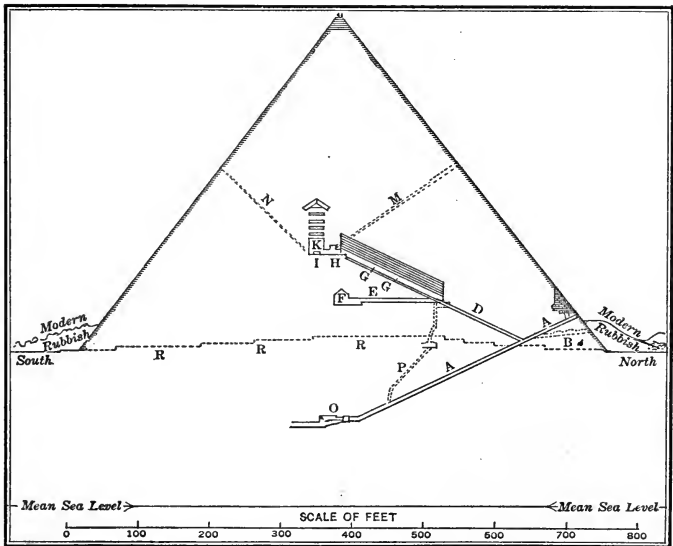 N
M
K
I H
G
G
E
F
D
A
Modern
Rubbish
Modern
Rubbish
B
R R R
South.
North
P
A
O
Mean Sea Level
Mean Sea Level
SCALE OF FEET
0 100 200 300 400 500 600 700 800